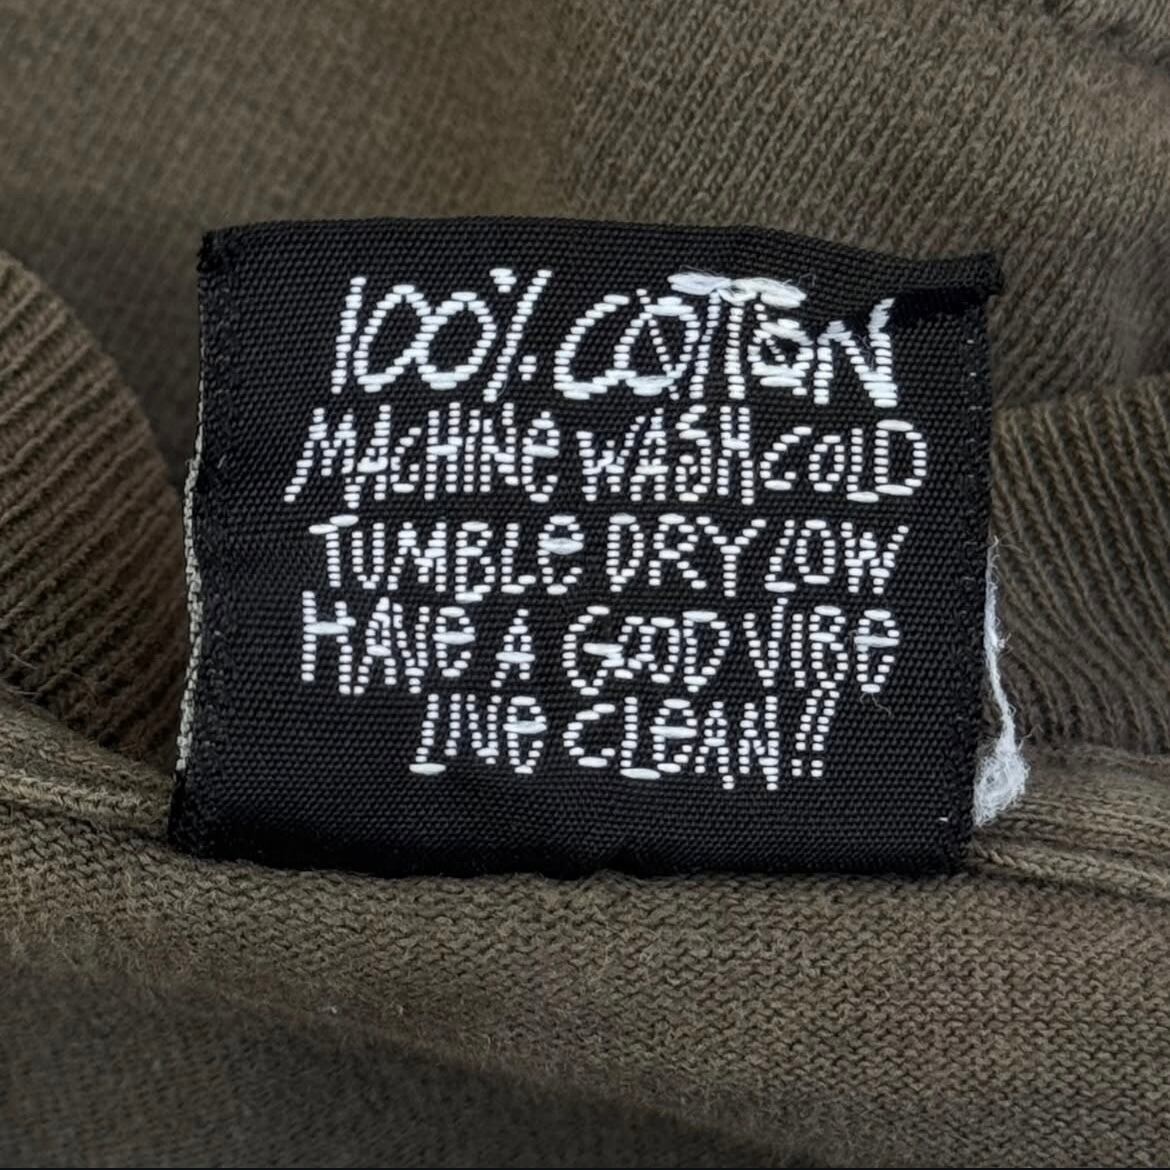 100% COTTON
MACHINE WASH COLD
TUMBLE DRY LOW
HAVE A GOOD VIBE
LIVE CLEAN!!